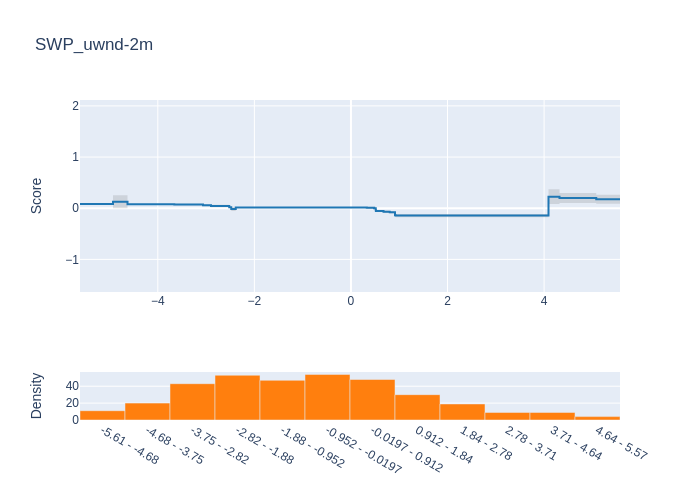 SWP_uwnd-2m
Score
2
1
0
−1
−4
−2
0
2
4
Density
40
20
0
-5.61 - -4.68
-4.68 - -3.75
-3.75 - -2.82
-2.82 - -1.88
-1.88 - -0.952
-0.952 - -0.0197
-0.0197 - 0.912
0.912 - 1.84
1.84 - 2.78
2.78 - 3.71
3.71 - 4.64
4.64 - 5.57